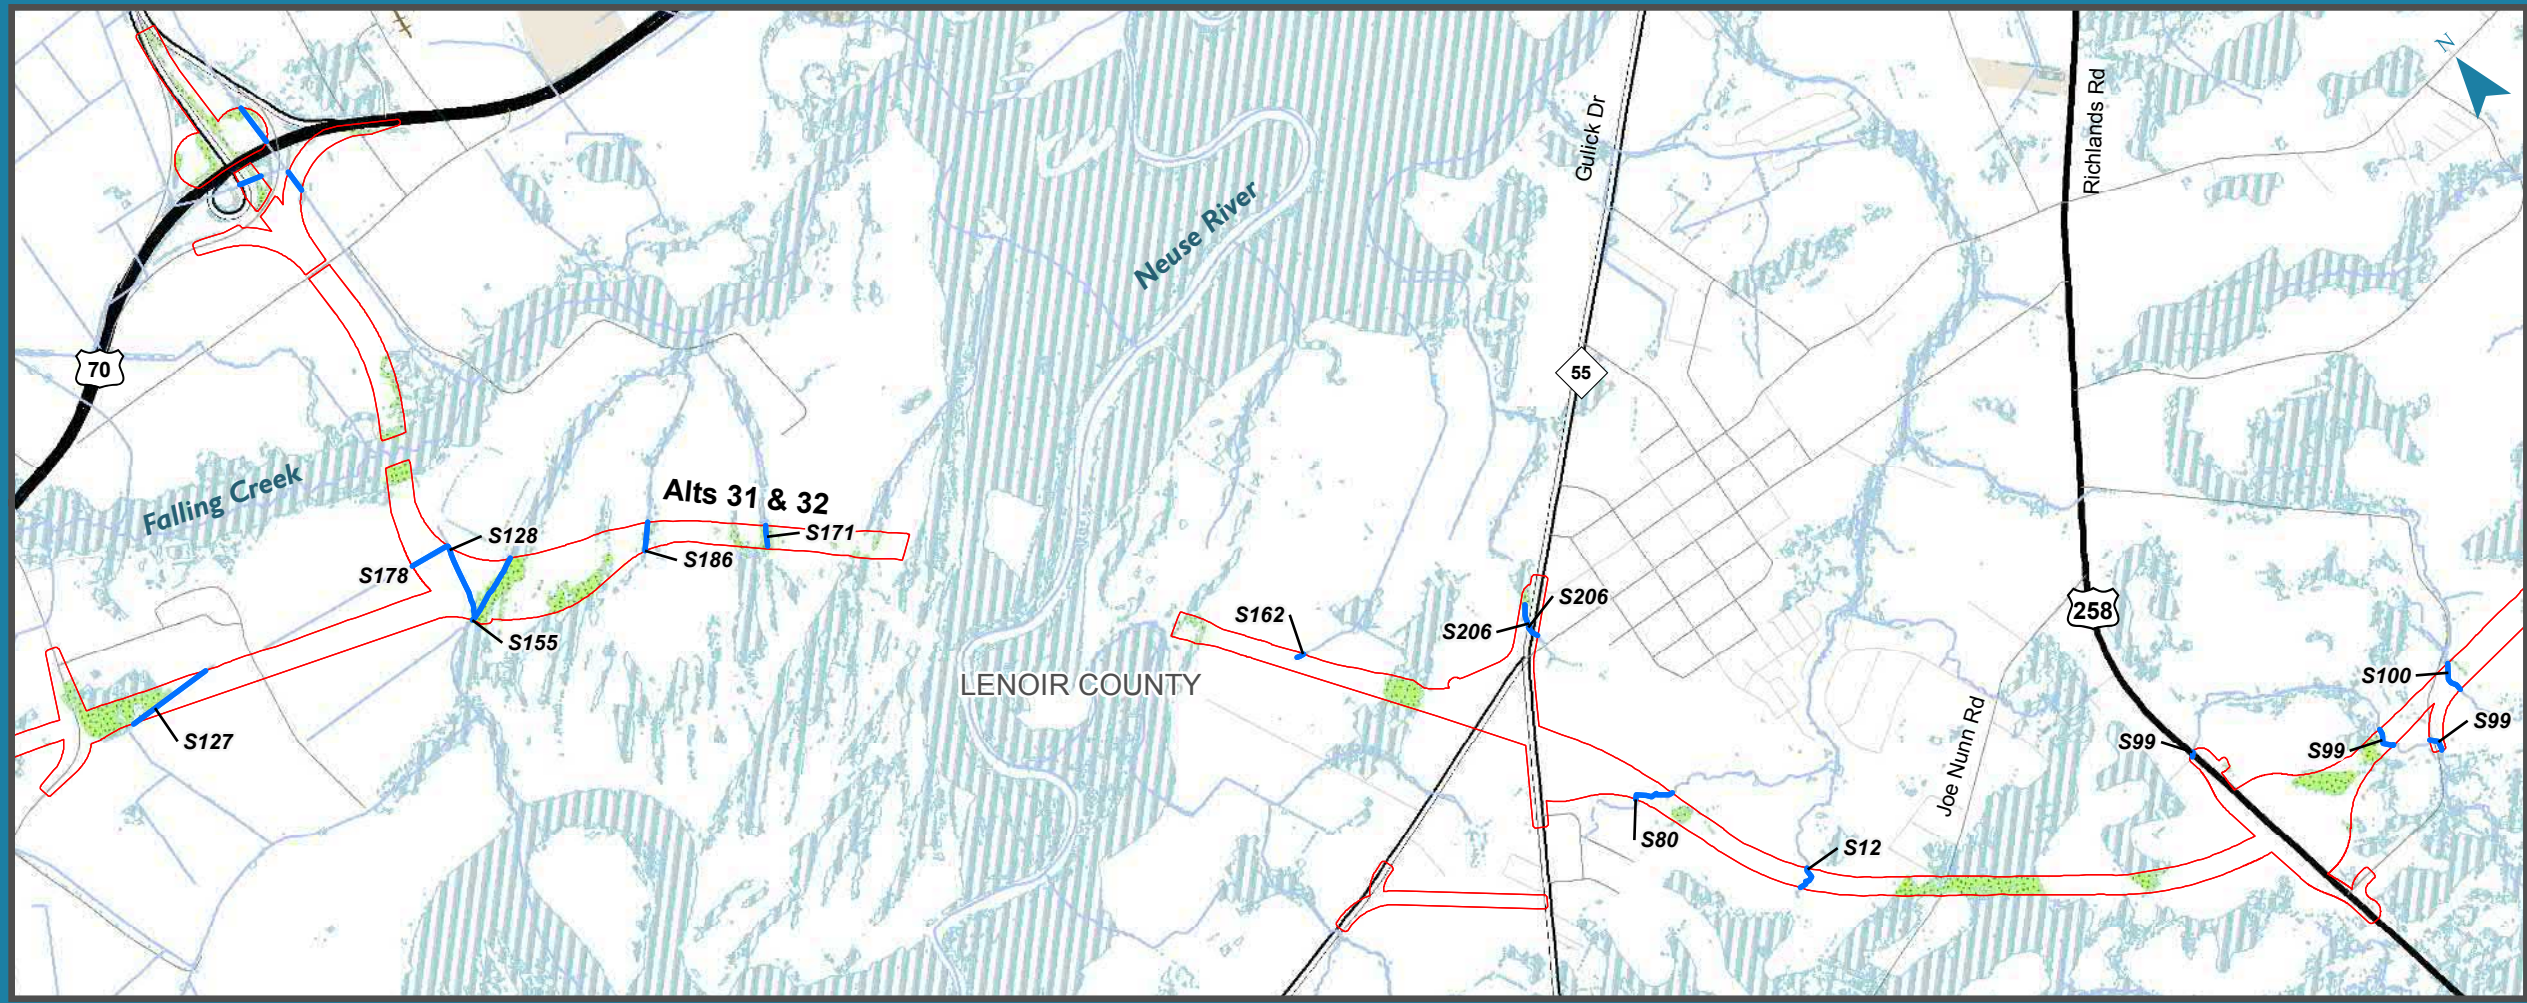 N
Gulick Dr
Richlands Rd
Neuse River
70
55
Falling Creek
Alts 31 & 32
S128
S171
S186
S178
S155
S206
S162
S206
258
LENOIR COUNTY
S100
S127
S99
S99
S99
Joe Nunn Rd
S80
S12